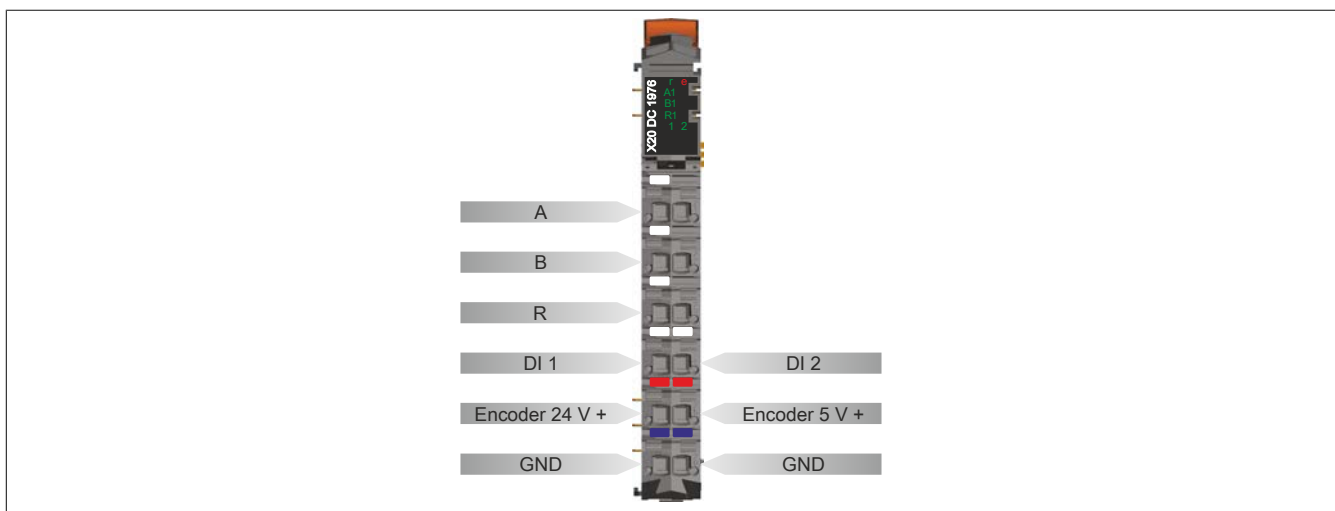 X20 DC 1976
r e
A1
B1
R1
1 2
A
B
R
DI 1 DI 2
Encoder 24 V + Encoder 5 V +
GND GND